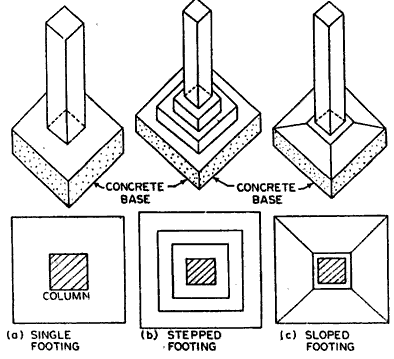 CONCRETE
BASE
CONCRETE
BASE
COLUMN
(a) SINGLE
FOOTING
(b) STEPPED
FOOTING
(c) SLOPED
FOOTING